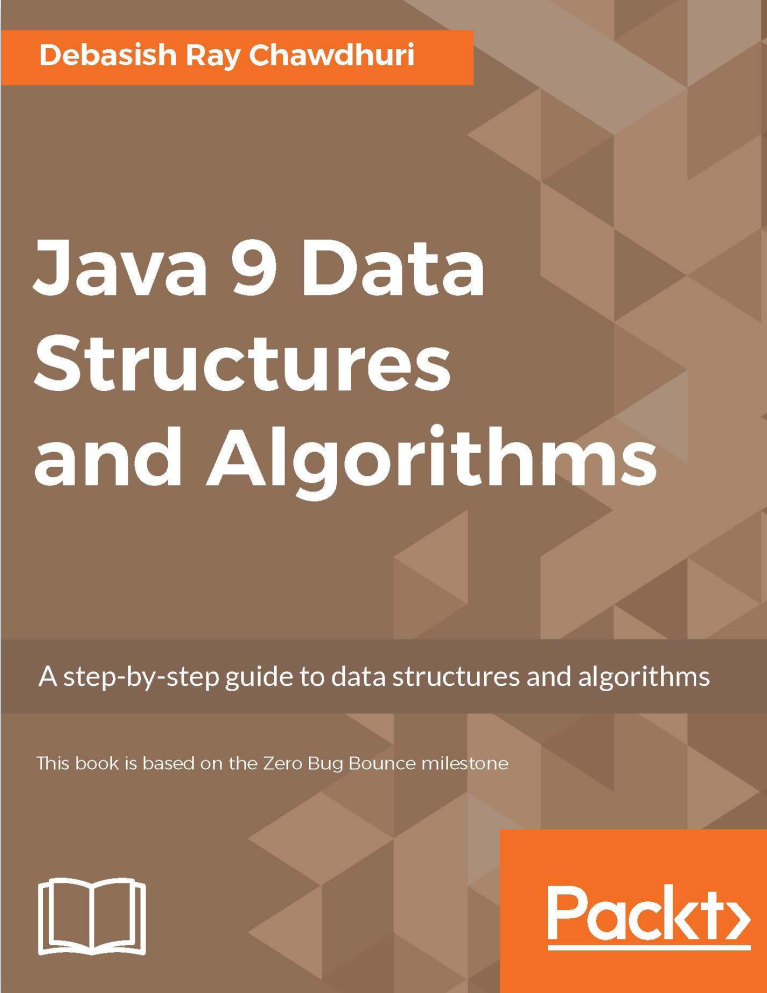 Debasish Ray Chawdhuri
Java 9 Data
Structures
and Algorithms
A step-by-step guide to data structures and algorithms
This book is based on the Zero Bug Bounce milestone
Packt>